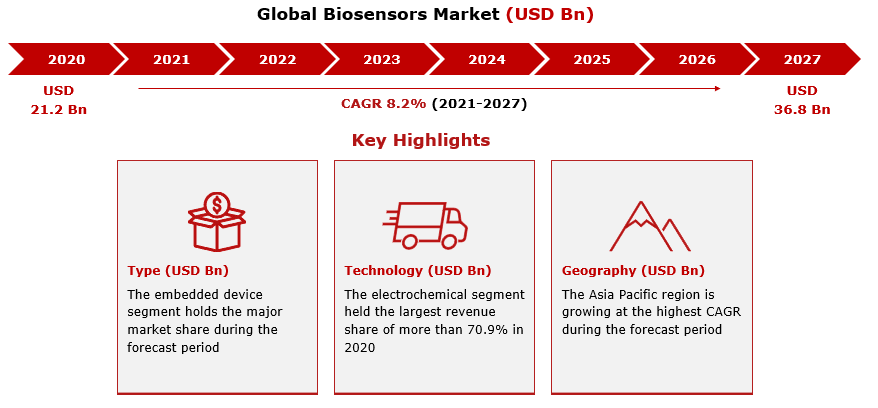 Global Biosensors Market (USD Bn)
2020 2021 2022 2023 2024 2025 2026 2027
USD
21.2 Bn
CAGR 8.2% (2021-2027)
USD
36.8 Bn
Key Highlights
$
Type (USD Bn)
The embedded device
segment holds the major
market share during the
forecast period
Technology (USD Bn)
The electrochemical segment
held the largest revenue
share of more than 70.9% in
2020
Geography (USD Bn)
The Asia Pacific region is
growing at the highest CAGR
during the forecast period